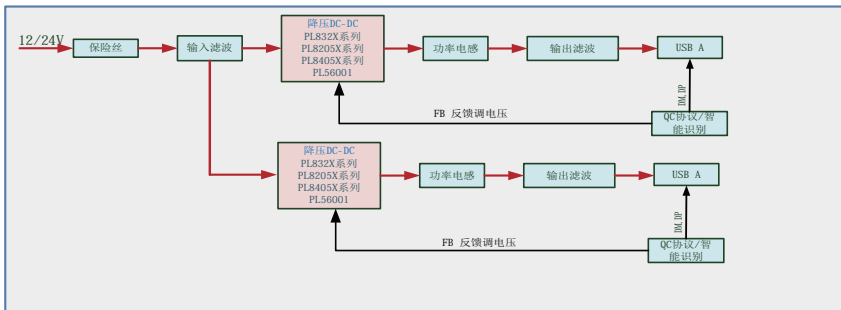 12/24V
保险丝
输入滤波
降压DC-DC
PL832X系列
PL8205X系列
PL8405X系列
PL56001
功率电感
输出滤波
USB A
DM,DP
FB 反馈调电压
QC协议/智
能识别
降压DC-DC
PL832X系列
PL8205X系列
PL8405X系列
PL56001
功率电感
输出滤波
USB A
DM,DP
FB 反馈调电压
QC协议/智
能识别